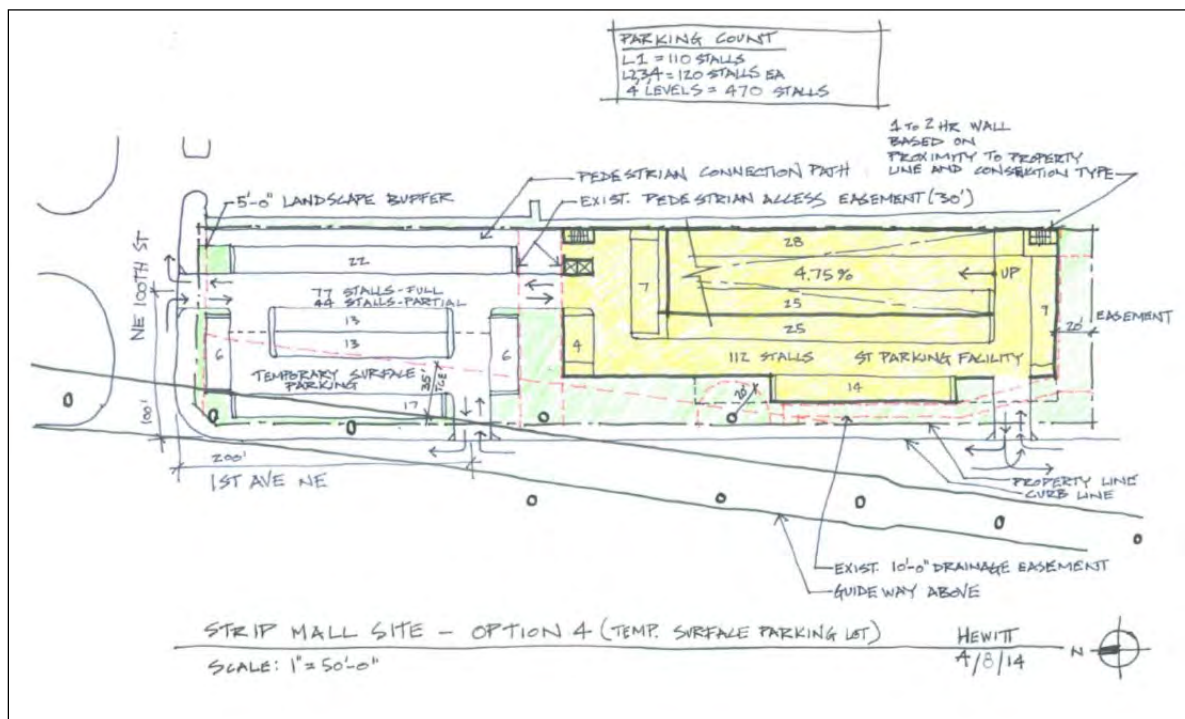 PARKING COUNT
L1 = 110 STALLS
L2,3,4 = 120 STALLS EA
4 LEVELS = 470 STALLS
1 TO 2 HR WALL
BASED ON
PROXIMITY TO PROPERTY
LINE AND CONSECTION TYPE
PEDESTRIAN CONNECTION PATH
5'-0" LANDSCAPE BUFFER
EXIST. PEDESTRIAN ACCESS EASEMENT (30')
22
28
4.75%
UP
7
7
77 STALLS-FULL
44 STALLS-PARTIAL
NE 100TH ST
13
13
25
25
20'
EASEMENT
6
6
4
112 STALLS
ST PARKING FACILITY
TEMPORARY SURFACE
PARKING
35'
TCE
14
20'
17
100'
200'
1ST AVE NE
PROPERTY LINE
CURB LINE
EXIST. 10'-0" DRAINAGE EASEMENT
GUIDEWAY ABOVE
STRIP MALL SITE - OPTION 4 (TEMP. SURFACE PARKING LOT)
HEWITT
4/8/14
N
SCALE: 1" = 50'-0"